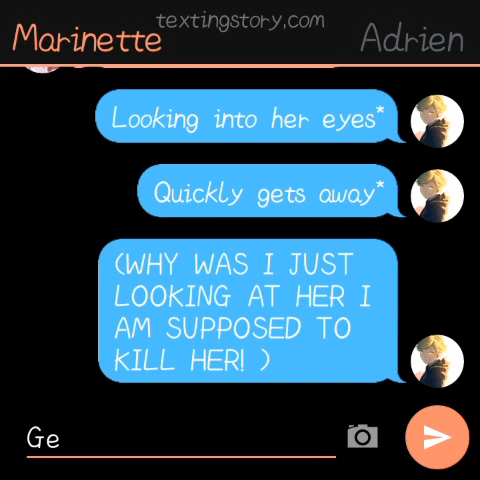 textingstory.com
Marinette Adrien
Looking into her eyes*
Quickly gets away*
(WHY WAS I JUST
LOOKING AT HER I
AM SUPPOSED TO
KILL HER! )
Ge